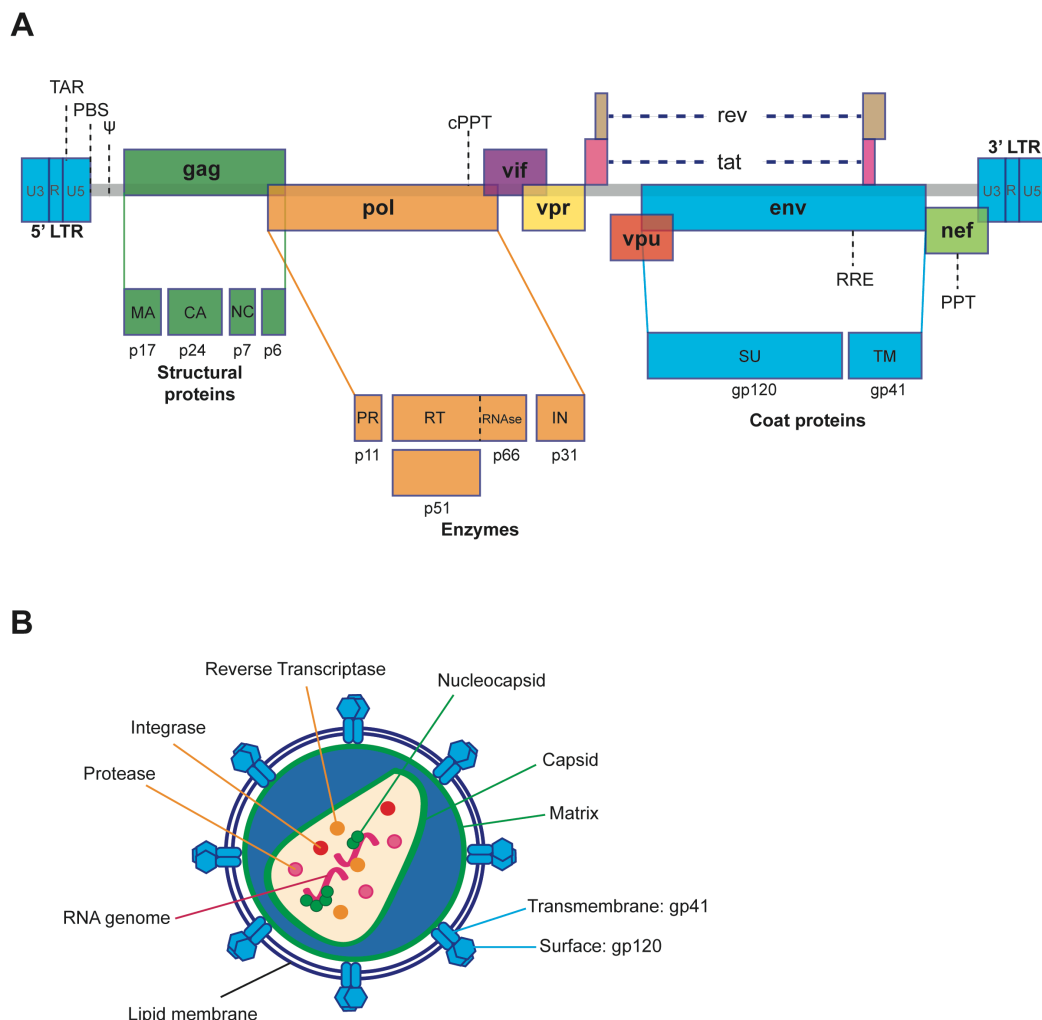 A
TAR
PBS
ψ
cPPT
rev
tat
3' LTR
gag
vif
U3 R U5
U3 R U5
pol
vpr
env
5' LTR
vpu
nef
RRE
PPT
MA CA NC
p17 p24 p7 p6
Structural
proteins
SU TM
gp120 gp41
Coat proteins
PR RT RNAse IN
p11 p66 p31
p51
Enzymes
B
Reverse Transcriptase
Nucleocapsid
Integrase
Capsid
Protease
Matrix
RNA genome
Transmembrane: gp41
Surface: gp120
Lipid membrane